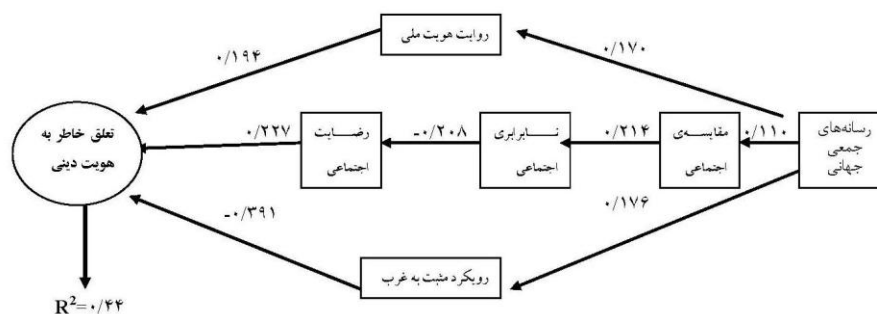 روایت هویت ملی
۰/۱۹۴
۰/۱۷۰
رسانه‌های
جمعی
جهانی
۰/۱۱۰
مقایسه‌ی
اجتماعی
۰/۲۱۴
نابرابری
اجتماعی
-۰/۲۰۸
رضایت
اجتماعی
۰/۲۲۷
تعلق خاطر به
هویت دینی
۰/۱۷۶
-۰/۳۹۱
رویکرد مثبت به غرب
R²=۰/۴۴